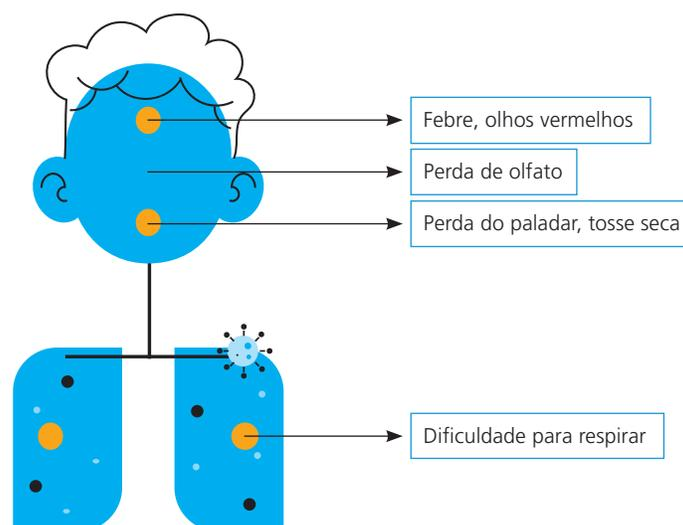 Febre, olhos vermelhos
Perda de olfato
Perda do paladar, tosse seca
Dificuldade para respirar